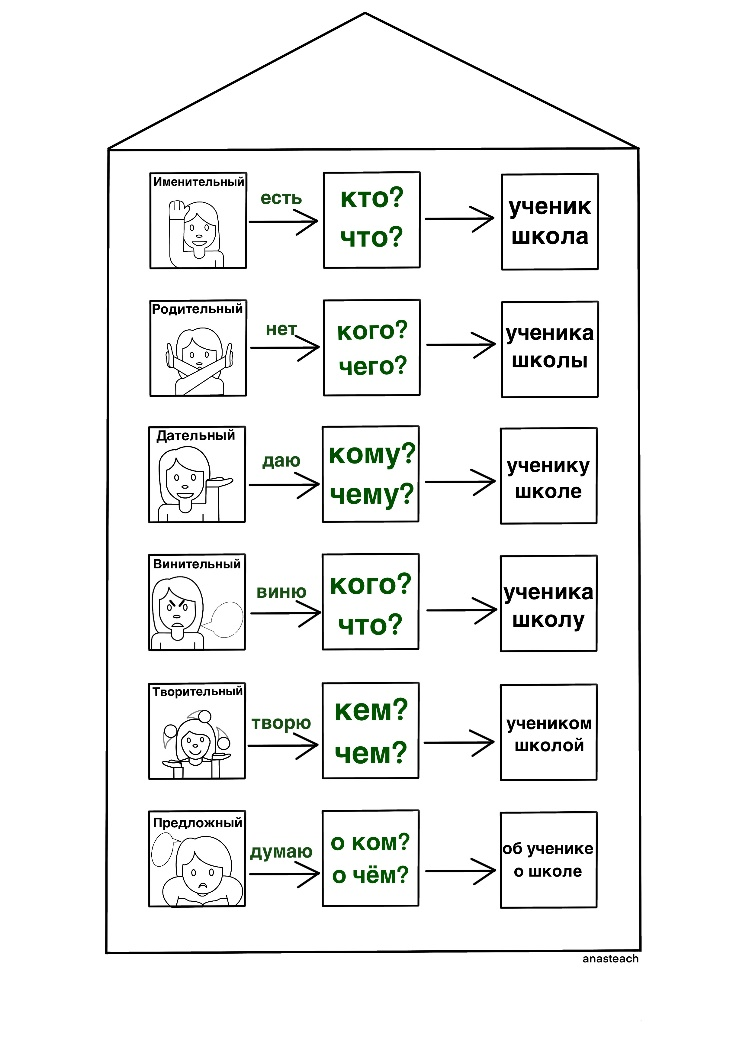 Именительный
есть
кто?
что?
ученик
школа
Родительный
нет
кого?
чего?
ученика
школы
Дательный
даю
кому?
чему?
ученику
школе
Винительный
виню
кого?
что?
ученика
школу
Творительный
творю
кем?
чем?
учеником
школой
Предложный
думаю
о ком?
о чём?
об ученике
о школе
anasteach